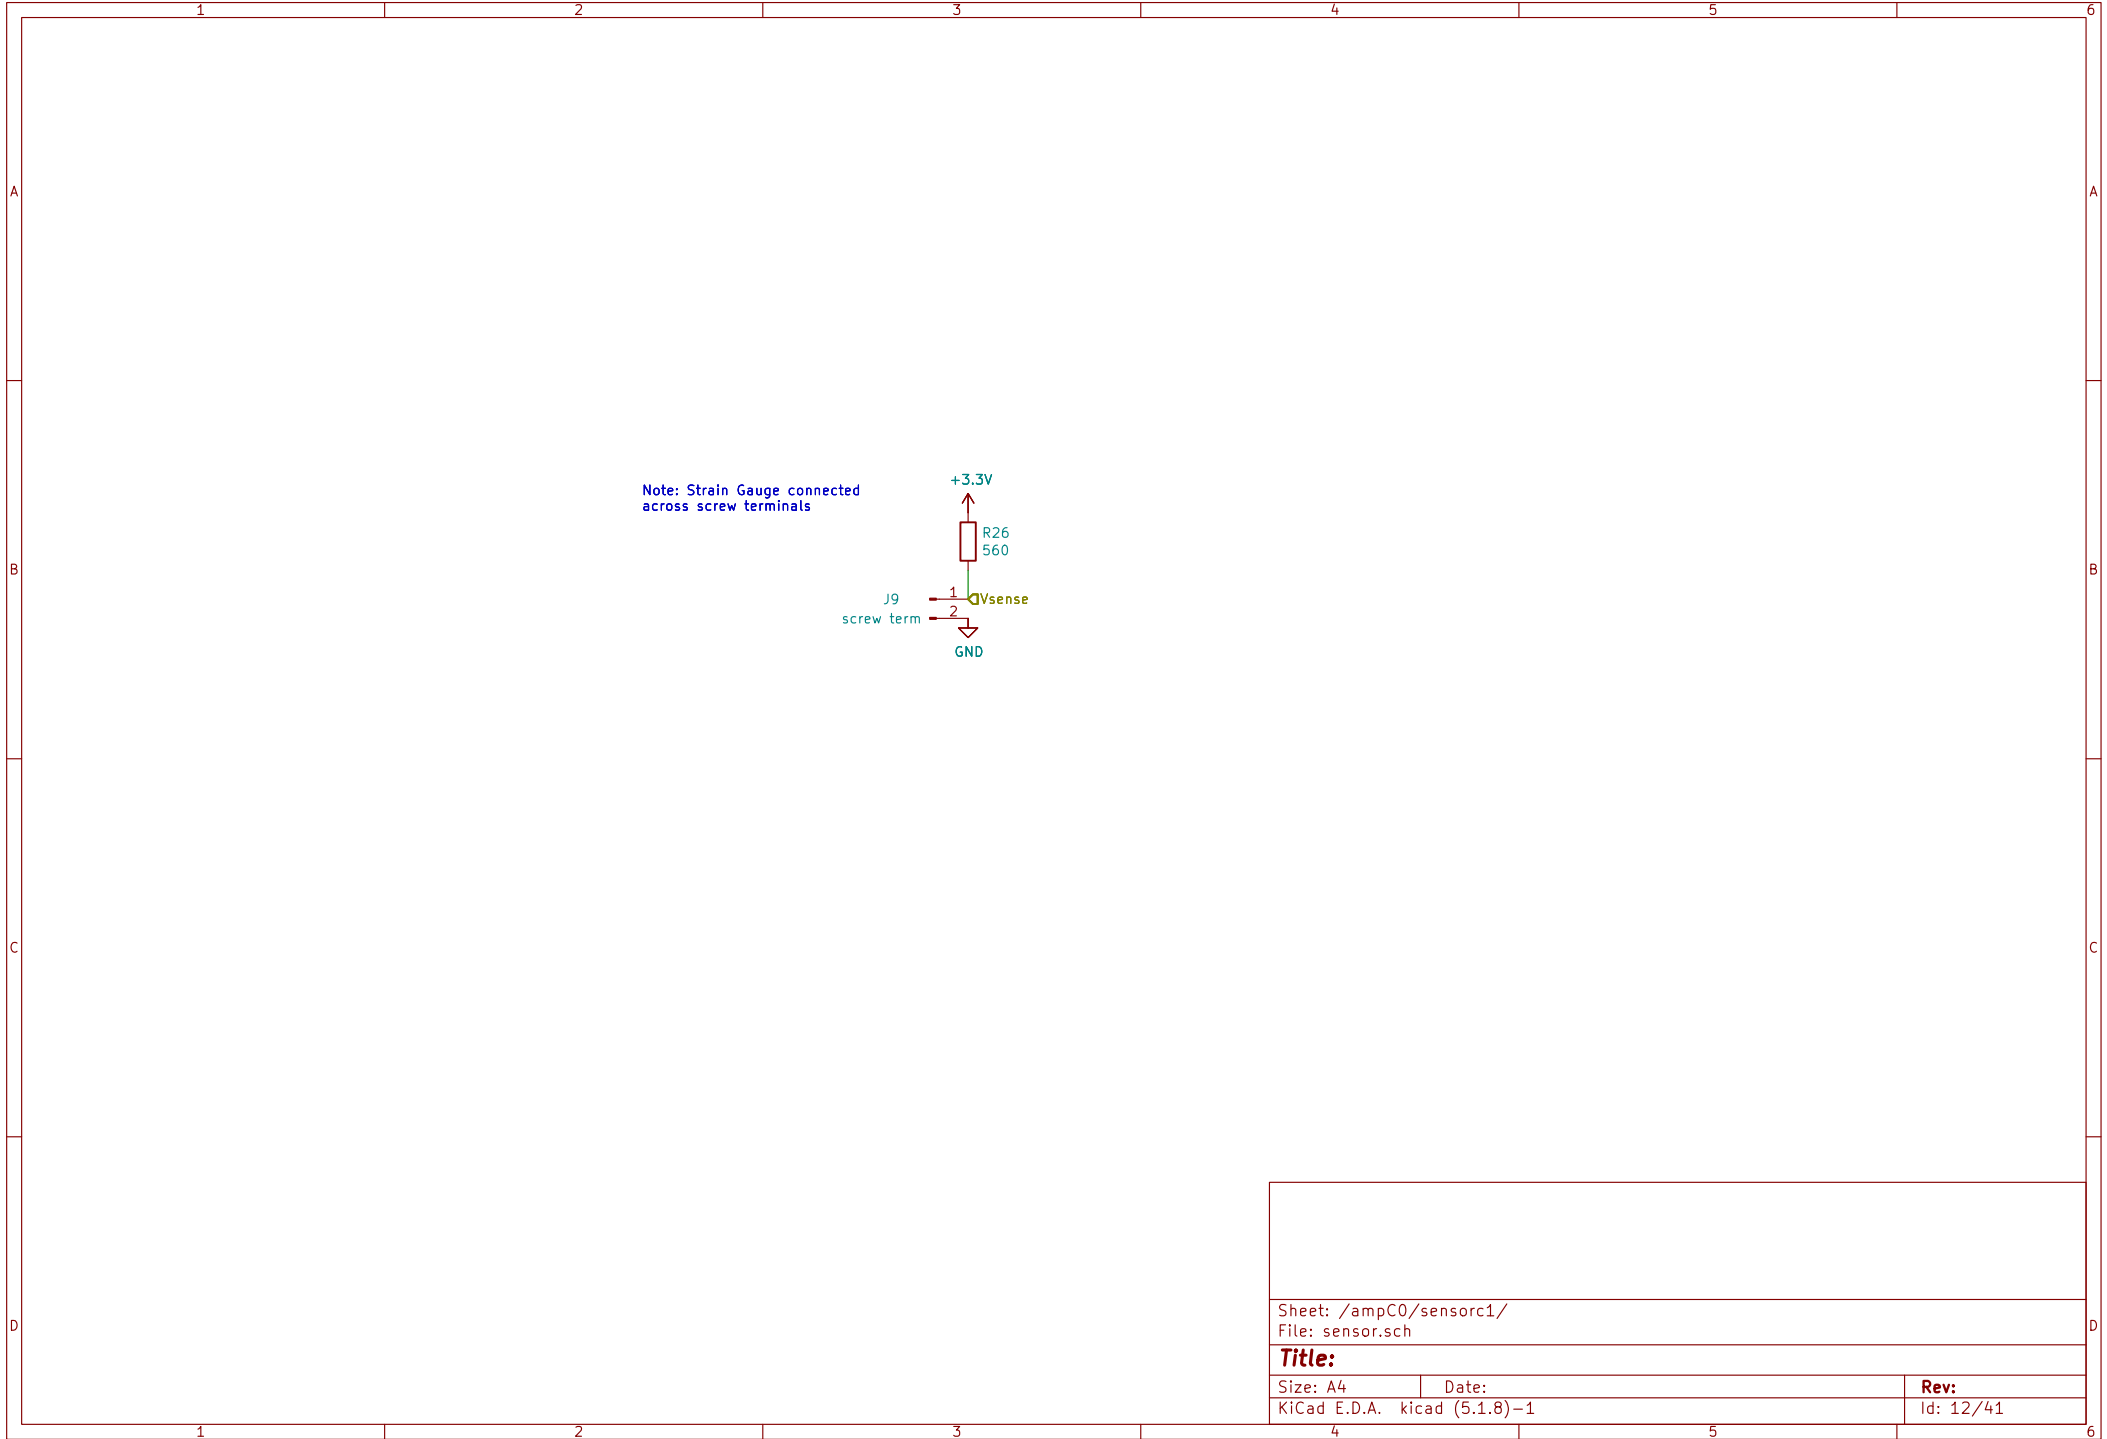 1 2 3 4 5 6
A A
Note: Strain Gauge connected
across screw terminals
+3.3V
R26
560
B B
J9 1 Vsense
screw term 2
GND
C C
Sheet: /ampC0/sensorc1/
File: sensor.sch
D D
Title:
Size: A4 Date: Rev:
KiCad E.D.A. kicad (5.1.8)-1 Id: 12/41
1 2 3 4 5 6